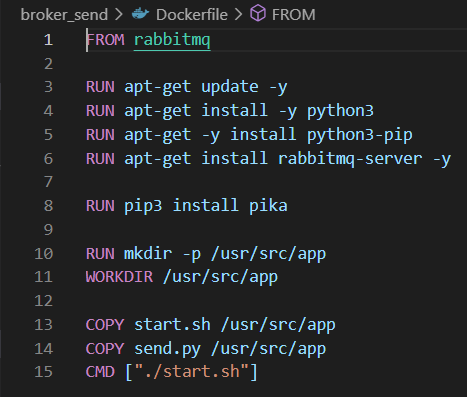 broker_send > Dockerfile > FROM
1 FROM rabbitmq
2
3 RUN apt-get update -y
4 RUN apt-get install -y python3
5 RUN apt-get -y install python3-pip
6 RUN apt-get install rabbitmq-server -y
7
8 RUN pip3 install pika
9
10 RUN mkdir -p /usr/src/app
11 WORKDIR /usr/src/app
12
13 COPY start.sh /usr/src/app
14 COPY send.py /usr/src/app
15 CMD ["./start.sh"]